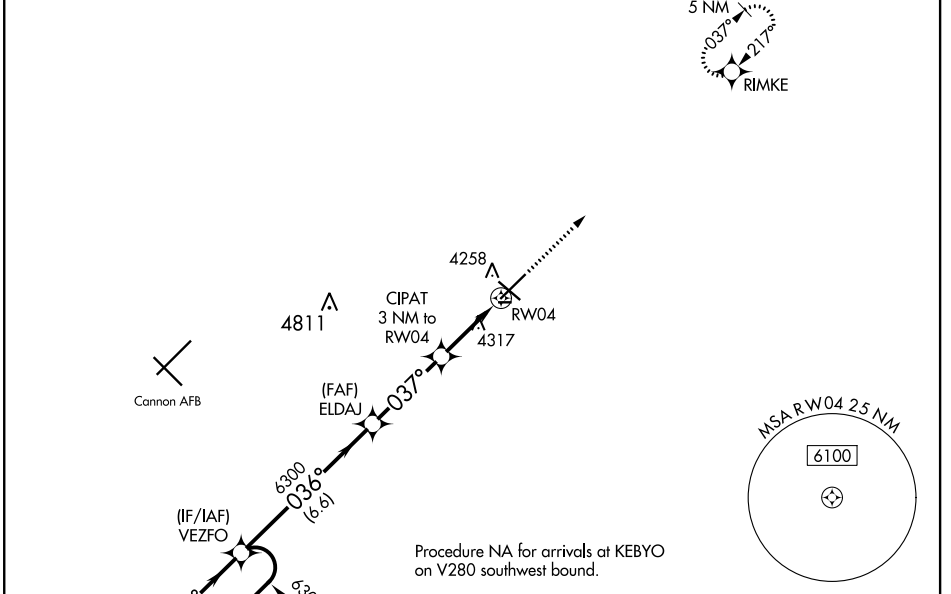 5 NM
037°
217°
RIMKE
4258
CIPAT
3 NM to
RW04
RW04
4811
4317
037°
Cannon AFB
(FAF)
ELDAJ
MSA RW04 25 NM
6100
6300
036°
(6.6)
(IF/IAF)
VEZFO
Procedure NA for arrivals at KEBYO
on V280 southwest bound.